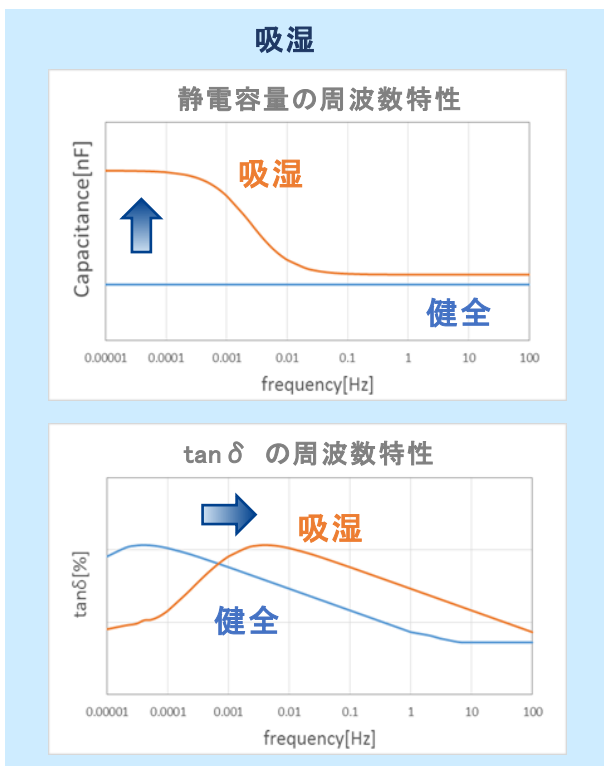 吸湿
静電容量の周波数特性
Capacitance[nF]
吸湿
健全
0.00001 0.0001 0.001 0.01 0.1 1 10 100
frequency[Hz]
tanδ の周波数特性
tanδ[%]
吸湿
健全
0.00001 0.0001 0.001 0.01 0.1 1 10 100
frequency[Hz]